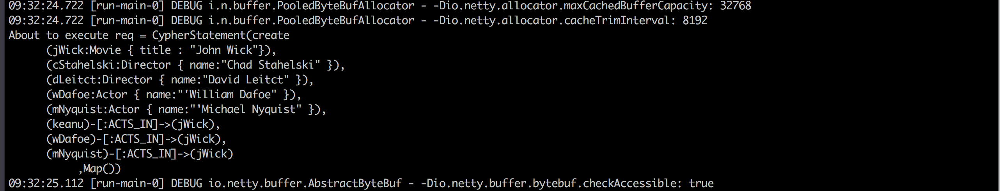 09:32:24.722 [run-main-0] DEBUG i.n.buffer.PooledByteBufAllocator - -Dio.netty.allocator.maxCachedBufferCapacity: 32768
09:32:24.722 [run-main-0] DEBUG i.n.buffer.PooledByteBufAllocator - -Dio.netty.allocator.cacheTrimInterval: 8192
About to execute req = CypherStatement(create
      (jWick:Movie { title : "John Wick"}),
      (cStahelski:Director { name:"Chad Stahelski" }),
      (dLeitct:Director { name:"David Leitct" }),
      (wDafoe:Actor { name:"'William Dafoe" }),
      (mNyquist:Actor { name:"'Michael Nyquist" }),
      (keanu)-[:ACTS_IN]->(jWick),
      (wDafoe)-[:ACTS_IN]->(jWick),
      (mNyquist)-[:ACTS_IN]->(jWick)
           ,Map())
09:32:25.112 [run-main-0] DEBUG io.netty.buffer.AbstractByteBuf - -Dio.netty.buffer.bytebuf.checkAccessible: true